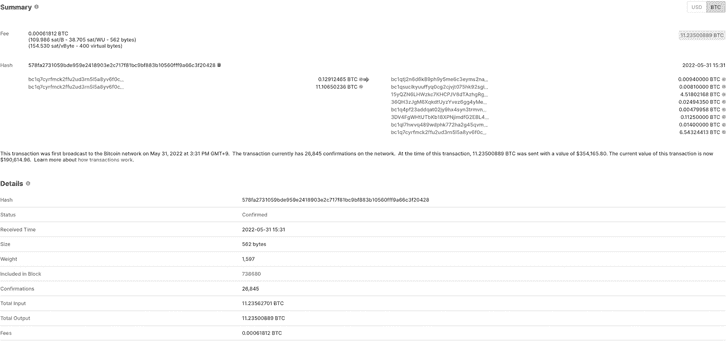 Summary
USD BTC
Fee 0.00061812 BTC 11.23500889 BTC
(109.986 sat/B - 38.705 sat/WU - 562 bytes)
(154.530 sat/vByte - 400 virtual bytes)
Hash 2022-05-31 15:31
bc1q7cyrfmck2ffu2ud3rn5l5a8yv6f0c... 0.12912465 BTC
bc1q7cyrfmck2ffu2ud3rn5l5a8yv6f0c... 11.10650236 BTC
0.00940000 BTC
0.00810000 BTC
4.51802168 BTC
0.02494350 BTC
0.00479958 BTC
0.11250000 BTC
0.01400000 BTC
bc1q7cyrfmck2ffu2ud3rn5l5a8yv6f0c... 6.54324413 BTC
This transaction was first broadcast to the Bitcoin network on May 31, 2022 at 3:31 PM GMT+9. The transaction currently has 26,845 confirmations on the network. At the time of this transaction, 11.23500889 BTC was sent with a value of $354,165.60. The current value of this transaction is now
$190,614.96. Learn more about how transactions work.
Details
Hash
Status Confirmed
Received Time 2022-05-31 15:31
Size 562 bytes
Weight 1,597
Included in Block
Confirmations 26,845
Total Input 11.23562701 BTC
Total Output 11.23500889 BTC
Fees 0.00061812 BTC